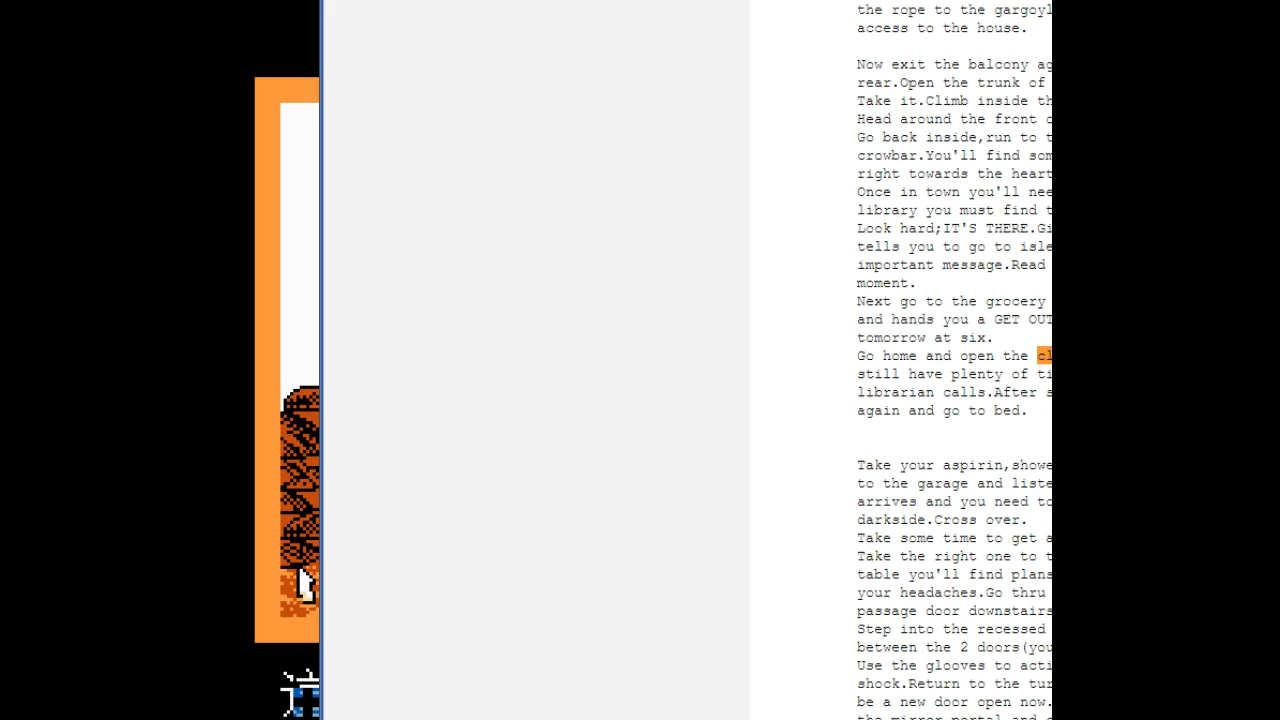 the rope to the gargoyl
access to the house.
Now exit the balcony ag
rear.Open the trunk of
Take it.Climb inside th
Head around the front o
Go back inside,run to t
crowbar.You'll find som
right towards the heart
Once in town you'll nee
library you must find t
Look hard;IT'S THERE.Gi
tells you to go to isle
important message.Read
moment.
Next go to the grocery
and hands you a GET OUT
tomorrow at six.
Go home and open the cl
still have plenty of ti
librarian calls.After s
again and go to bed.
Take your aspirin,showe
to the garage and liste
arrives and you need to
darkside.Cross over.
Take some time to get a
Take the right one to t
table you'll find plans
your headaches.Go thru
passage door downstairs
Step into the recessed
between the 2 doors(you
Use the glooves to acti
shock.Return to the tur
be a new door open now.
the mirror portal and